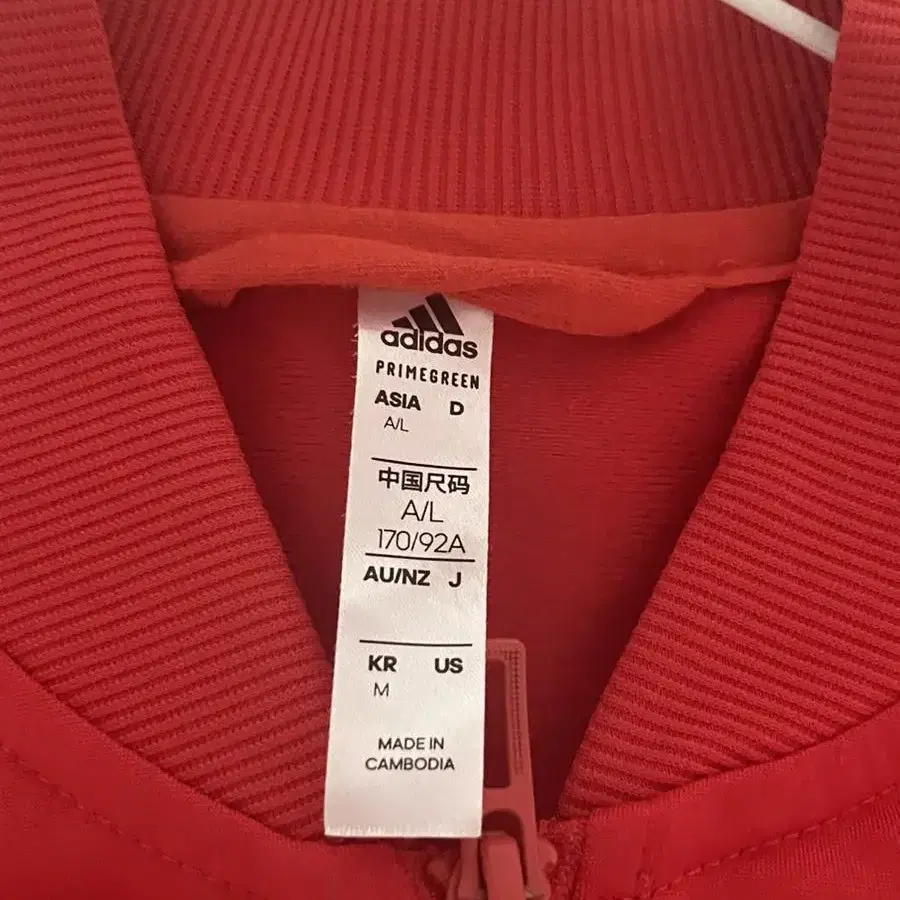 adidas
PRIMEGREEN
ASIA D
A/L
中国尺码
A/L
170/92A
AU/NZ J
KR US
M
MADE IN
CAMBODIA